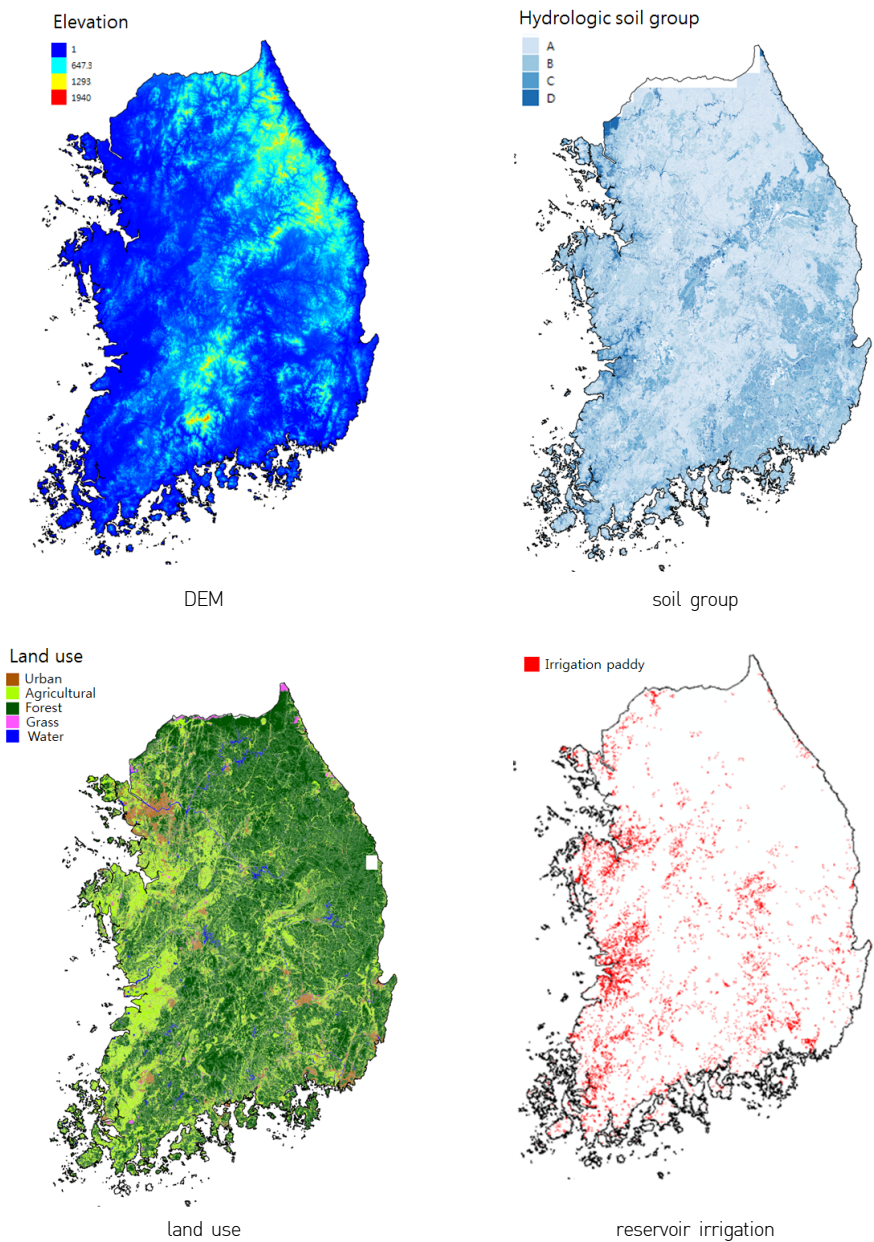 Elevation
1
647.3
1293
1940
DEM
Hydrologic soil group
A
B
C
D
soil group
Land use
Urban
Agricultural
Forest
Grass
Water
land use
Irrigation paddy
reservoir irrigation